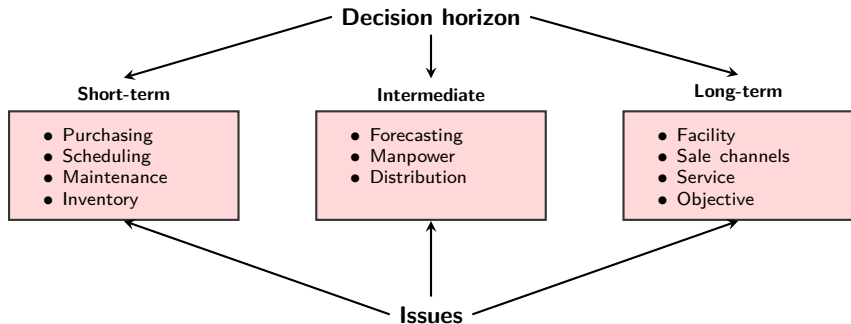 Decision horizon
Short-term
Intermediate
Long-term
• Purchasing
• Scheduling
• Maintenance
• Inventory
• Forecasting
• Manpower
• Distribution
• Facility
• Sale channels
• Service
• Objective
Issues